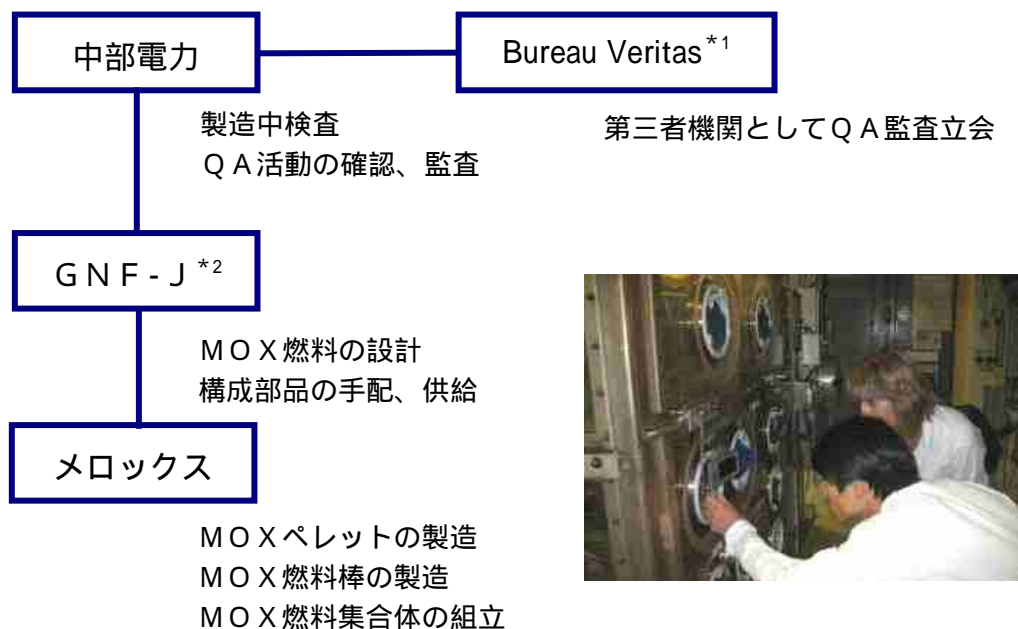 中部電力
Bureau Veritas*1
製造中検査
ＱＡ活動の確認、監査
第三者機関としてＱＡ監査立会
ＧＮＦ-Ｊ*2
ＭＯＸ燃料の設計
構成部品の手配、供給
メロックス
ＭＯＸペレットの製造
ＭＯＸ燃料棒の製造
ＭＯＸ燃料集合体の組立